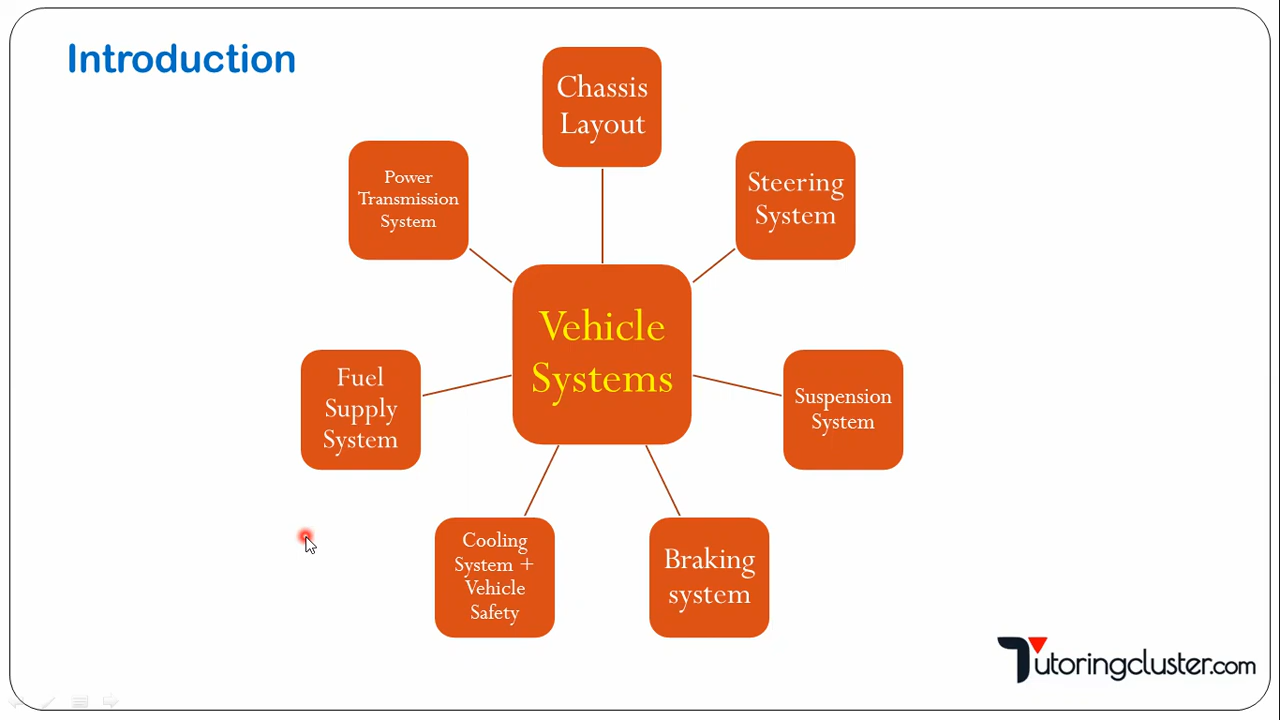 Introduction
Chassis
Layout
Steering
System
Suspension
System
Braking
system
Cooling
System +
Vehicle
Safety
Fuel
Supply
System
Power
Transmission
System
Vehicle
Systems
Tutoringcluster.com